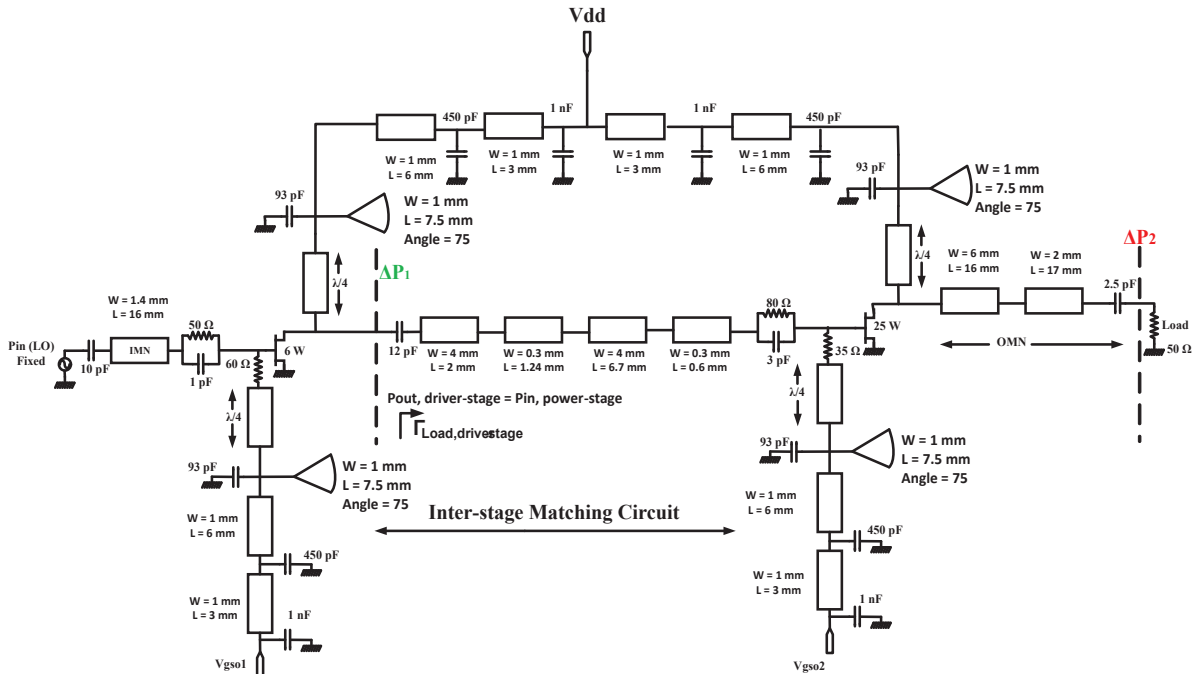 Vdd
450 pF
1 nF
1 nF
450 pF
W = 1 mm
L = 6 mm
W = 1 mm
L = 3 mm
W = 1 mm
L = 3 mm
W = 1 mm
L = 6 mm
93 pF
W = 1 mm
L = 7.5 mm
Angle = 75
93 pF
W = 1 mm
L = 7.5 mm
Angle = 75
λ/4
ΔP1
λ/4
W = 6 mm
L = 16 mm
W = 2 mm
L = 17 mm
ΔP2
2.5 pF
W = 1.4 mm
L = 16 mm
Pin (LO)
Fixed
10 pF
IMN
50 Ω
1 pF
60 Ω
6 W
12 pF
W = 4 mm
L = 2 mm
W = 0.3 mm
L = 1.24 mm
W = 4 mm
L = 6.7 mm
W = 0.3 mm
L = 0.6 mm
80 Ω
3 pF
35 Ω
25 W
OMN
Load
50 Ω
λ/4
Pout, driver-stage = Pin, power-stage
Γ Load,driverstage
λ/4
93 pF
W = 1 mm
L = 7.5 mm
Angle = 75
93 pF
W = 1 mm
L = 7.5 mm
Angle = 75
Inter-stage Matching Circuit
W = 1 mm
L = 6 mm
450 pF
W = 1 mm
L = 6 mm
450 pF
W = 1 mm
L = 3 mm
1 nF
W = 1 mm
L = 3 mm
1 nF
Vgso1
Vgso2